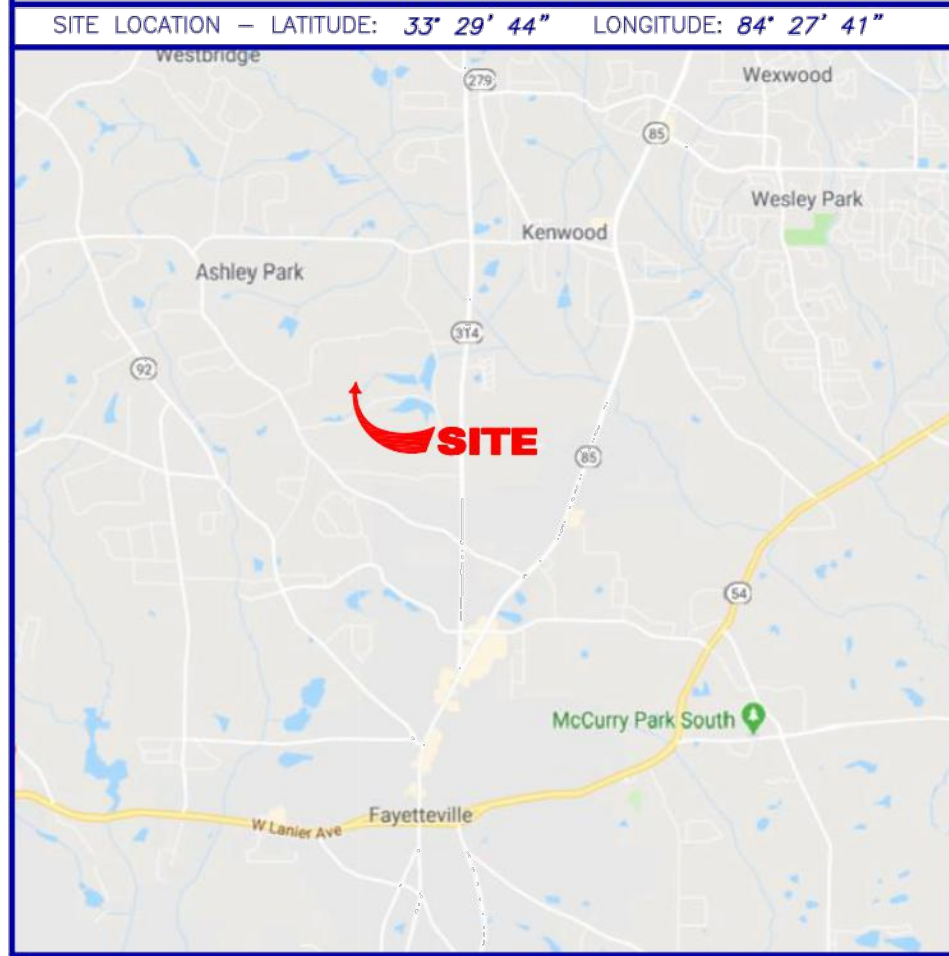 SITE LOCATION – LATITUDE: 33° 29' 44" LONGITUDE: 84° 27' 41"
Westbridge
279
Wexwood
85
Wesley Park
Kenwood
Ashley Park
314
92
SITE
85
54
McCurry Park South
Fayetteville
W Lanier Ave